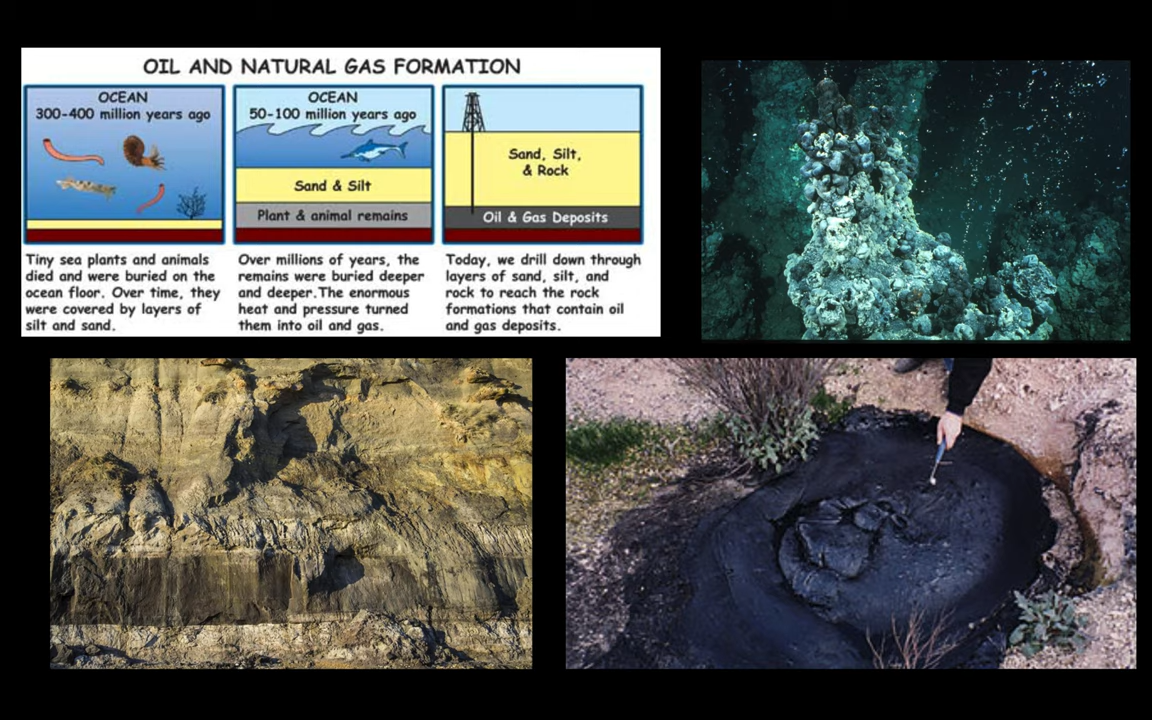 OIL AND NATURAL GAS FORMATION
OCEAN
300-400 million years ago
Tiny sea plants and animals
died and were buried on the
ocean floor. Over time, they
were covered by layers of
silt and sand.
OCEAN
50-100 million years ago
Sand & Silt
Plant & animal remains
Over millions of years, the
remains were buried deeper
and deeper.The enormous
heat and pressure turned
them into oil and gas.
Sand, Silt,
& Rock
Oil & Gas Deposits
Today, we drill down through
layers of sand, silt, and
rock to reach the rock
formations that contain oil
and gas deposits.